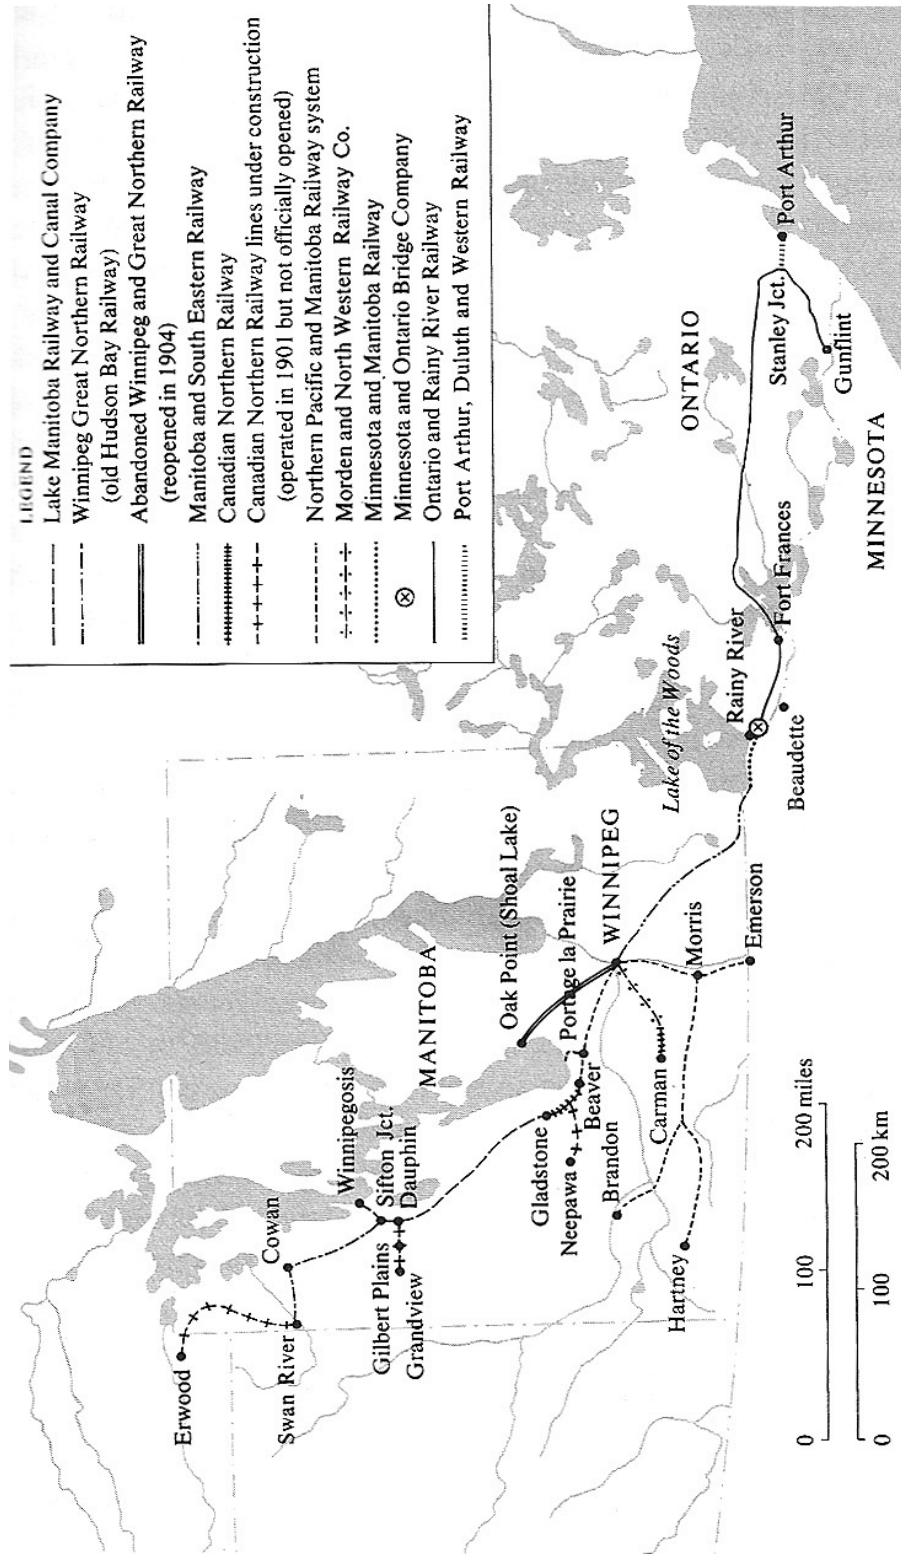 LEGEND
Lake Manitoba Railway and Canal Company
Winnipeg Great Northern Railway
(old Hudson Bay Railway)
Abandoned Winnipeg and Great Northern Railway
(reopened in 1904)
Manitoba and South Eastern Railway
Canadian Northern Railway
Canadian Northern Railway lines under construction
(operated in 1901 but not officially opened)
Northern Pacific and Manitoba Railway system
Morden and North Western Railway Co.
Minnesota and Manitoba Railway
Minnesota and Ontario Bridge Company
Ontario and Rainy River Railway
Port Arthur, Duluth and Western Railway
Erwood
Cowan
Swan River
Winnipegosis
Sifton Jct.
Dauphin
Gilbert Plains
Grandview
MANITOBA
Oak Point (Shoal Lake)
Gladstone
Neepawa
Beaver
Portage la Prairie
Brandon
WINNIPEG
Carman
Hartney
Morris
Emerson
Lake of the Woods
Rainy River
Beaudette
Fort Frances
ONTARIO
Stanley Jct.
Port Arthur
Gunflint
MINNESOTA
0 100 200 miles
0 100 200 km